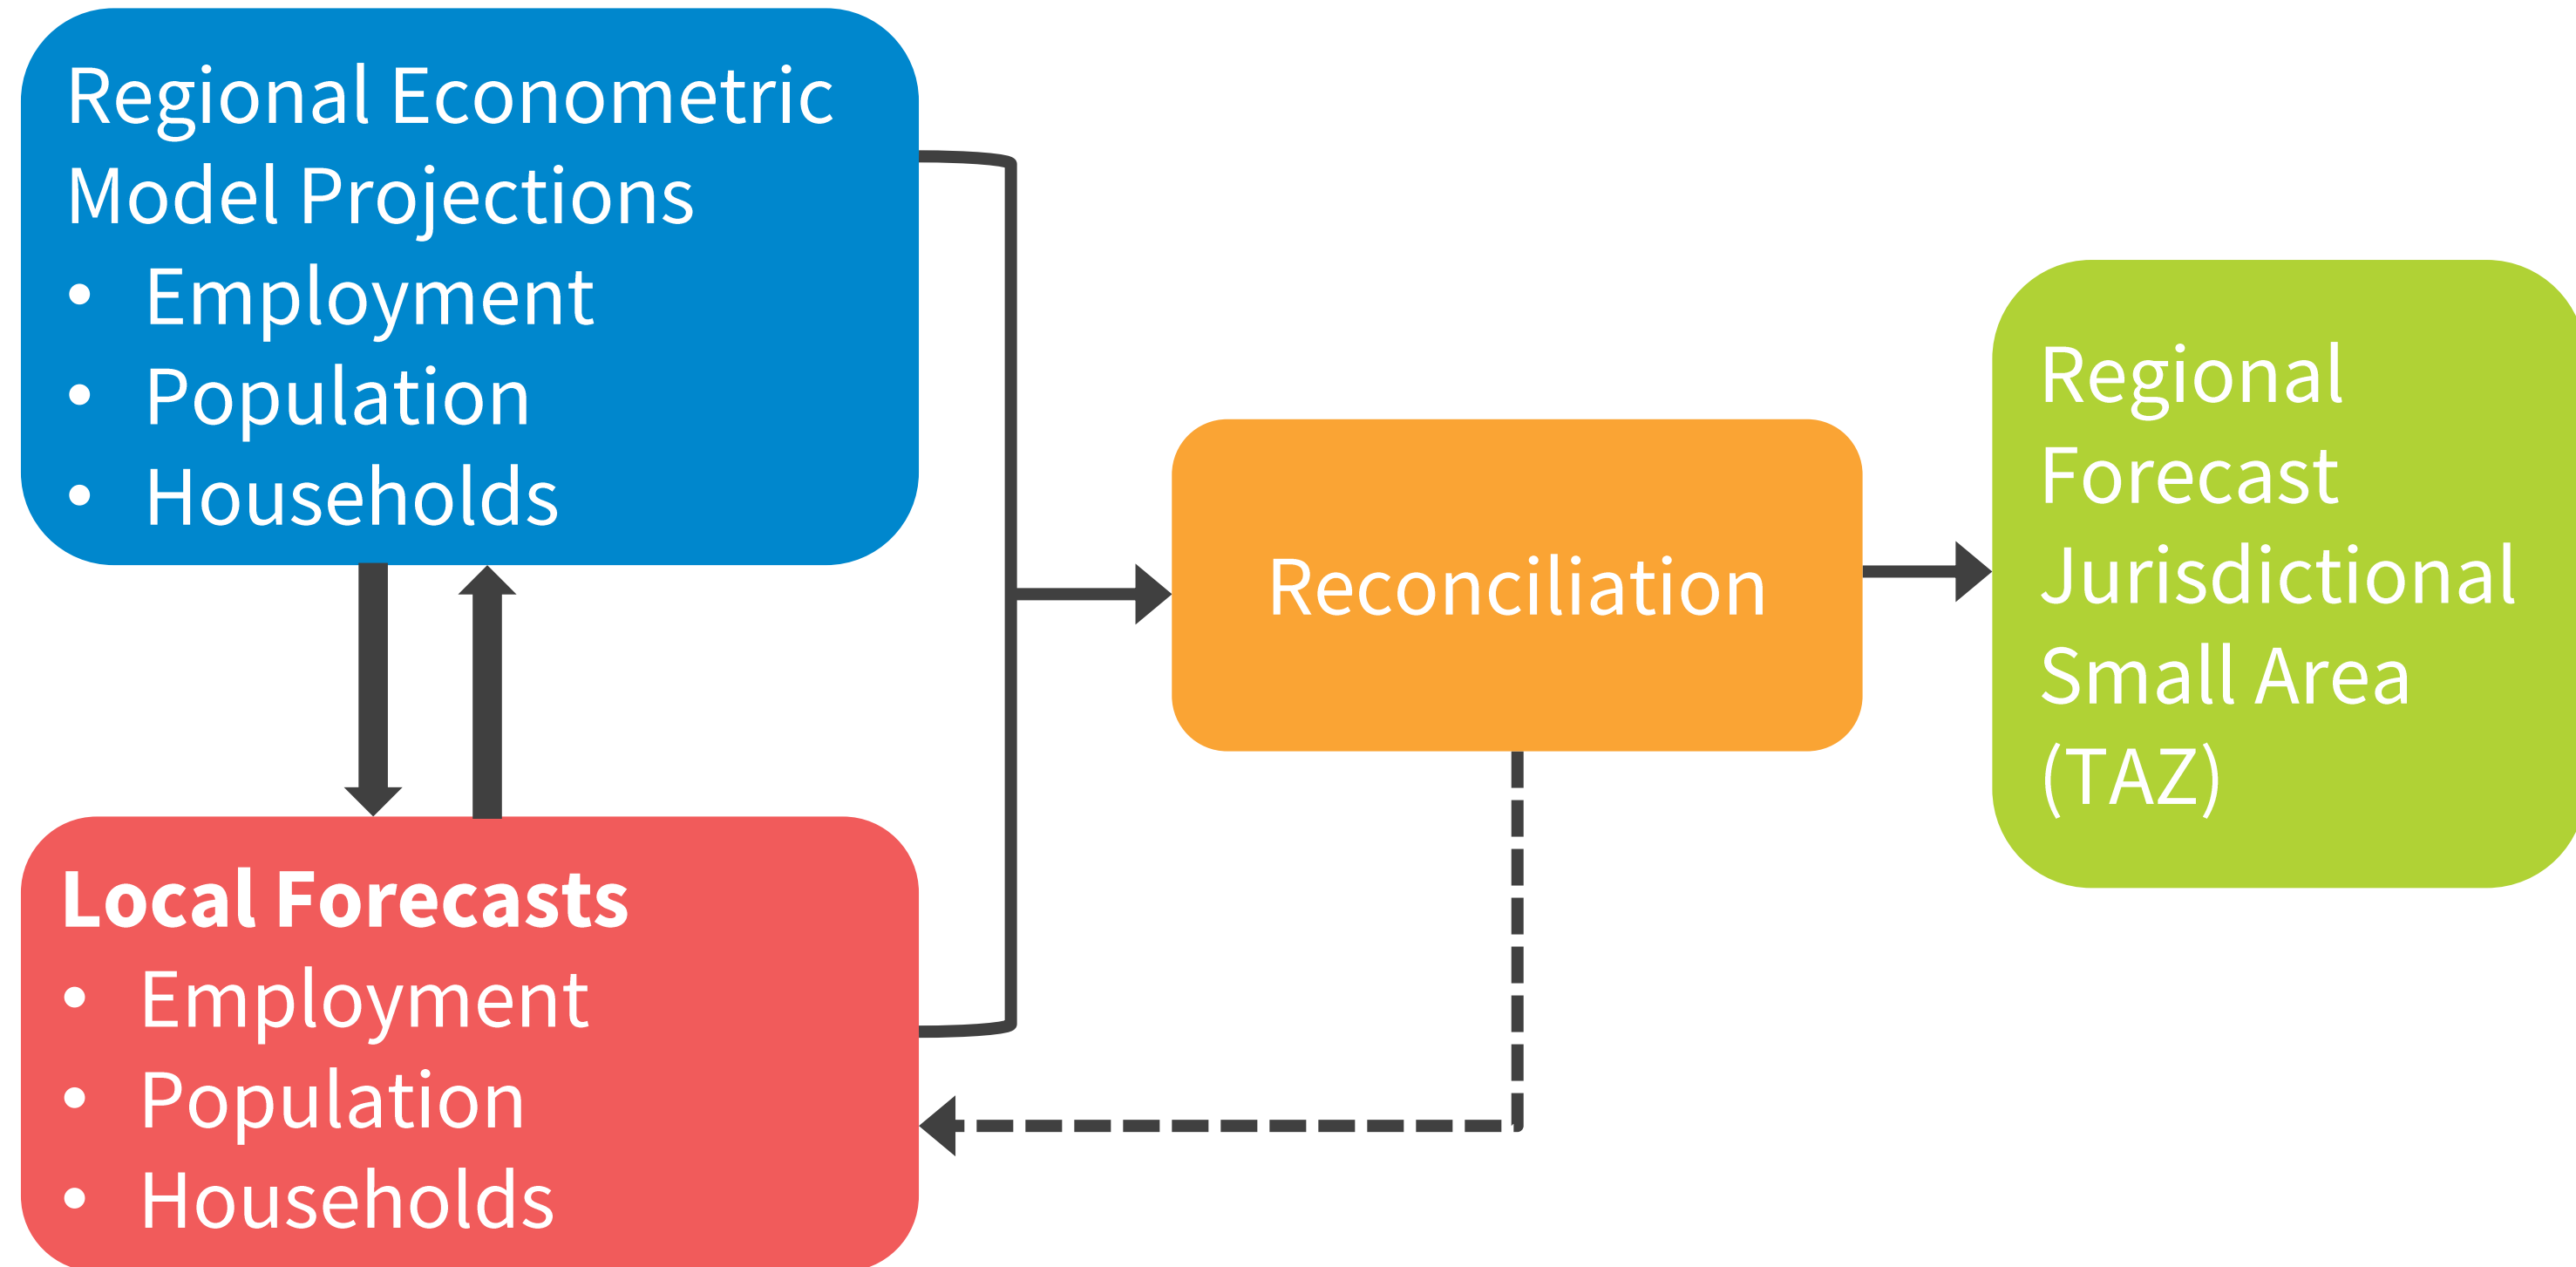 Regional Econometric
Model Projections
• Employment
• Population
• Households
Local Forecasts
• Employment
• Population
• Households
Reconciliation
Regional
Forecast
Jurisdictional
Small Area
(TAZ)